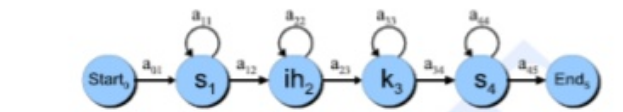 a₁₁ a₂₂ a₃₃ a₄₄
Start₀ a₀₁ s₁ a₁₂ ih₂ a₂₃ k₃ a₃₄ s₄ a₄₅ End₅